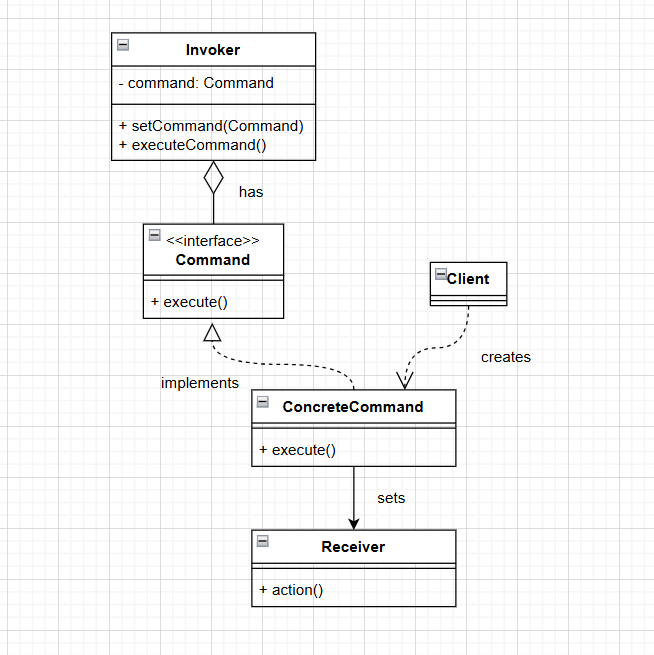 Invoker
- command: Command
+ setCommand(Command)
+ executeCommand()
has
<<interface>>
Command
+ execute()
Client
creates
implements
ConcreteCommand
+ execute()
sets
Receiver
+ action()